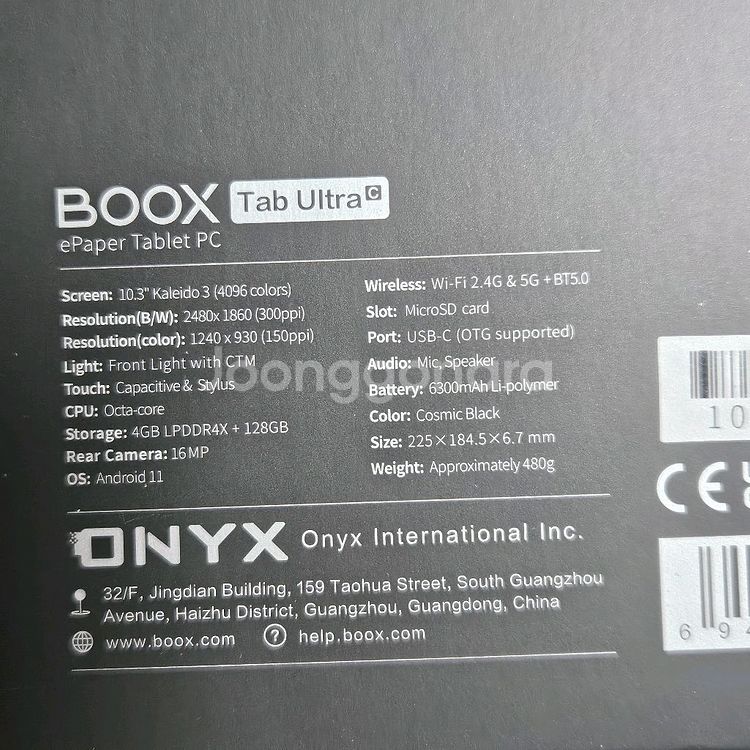 BOOX Tab Ultra C
ePaper Tablet PC
Screen: 10.3" Kaleido 3 (4096 colors)
Resolution(B/W): 2480x 1860 (300ppi)
Resolution(color): 1240 x 930 (150ppi)
Light: Front Light with CTM
Touch: Capacitive & Stylus
CPU: Octa-core
Storage: 4GB LPDDR4X + 128GB
Rear Camera: 16MP
OS: Android 11
Wireless: Wi-Fi 2.4G & 5G + BT5.0
Slot: MicroSD card
Port: USB-C (OTG supported)
Audio: Mic, Speaker
Battery: 6300mAh Li-polymer
Color: Cosmic Black
Size: 225×184.5×6.7 mm
Weight: Approximately 480g
joonggonara
10
CE
ONYX Onyx International Inc.
32/F, Jingdian Building, 159 Taohua Street, South Guangzhou
Avenue, Haizhu District, Guangzhou, Guangdong, China
www.boox.com ? help.boox.com
6 94